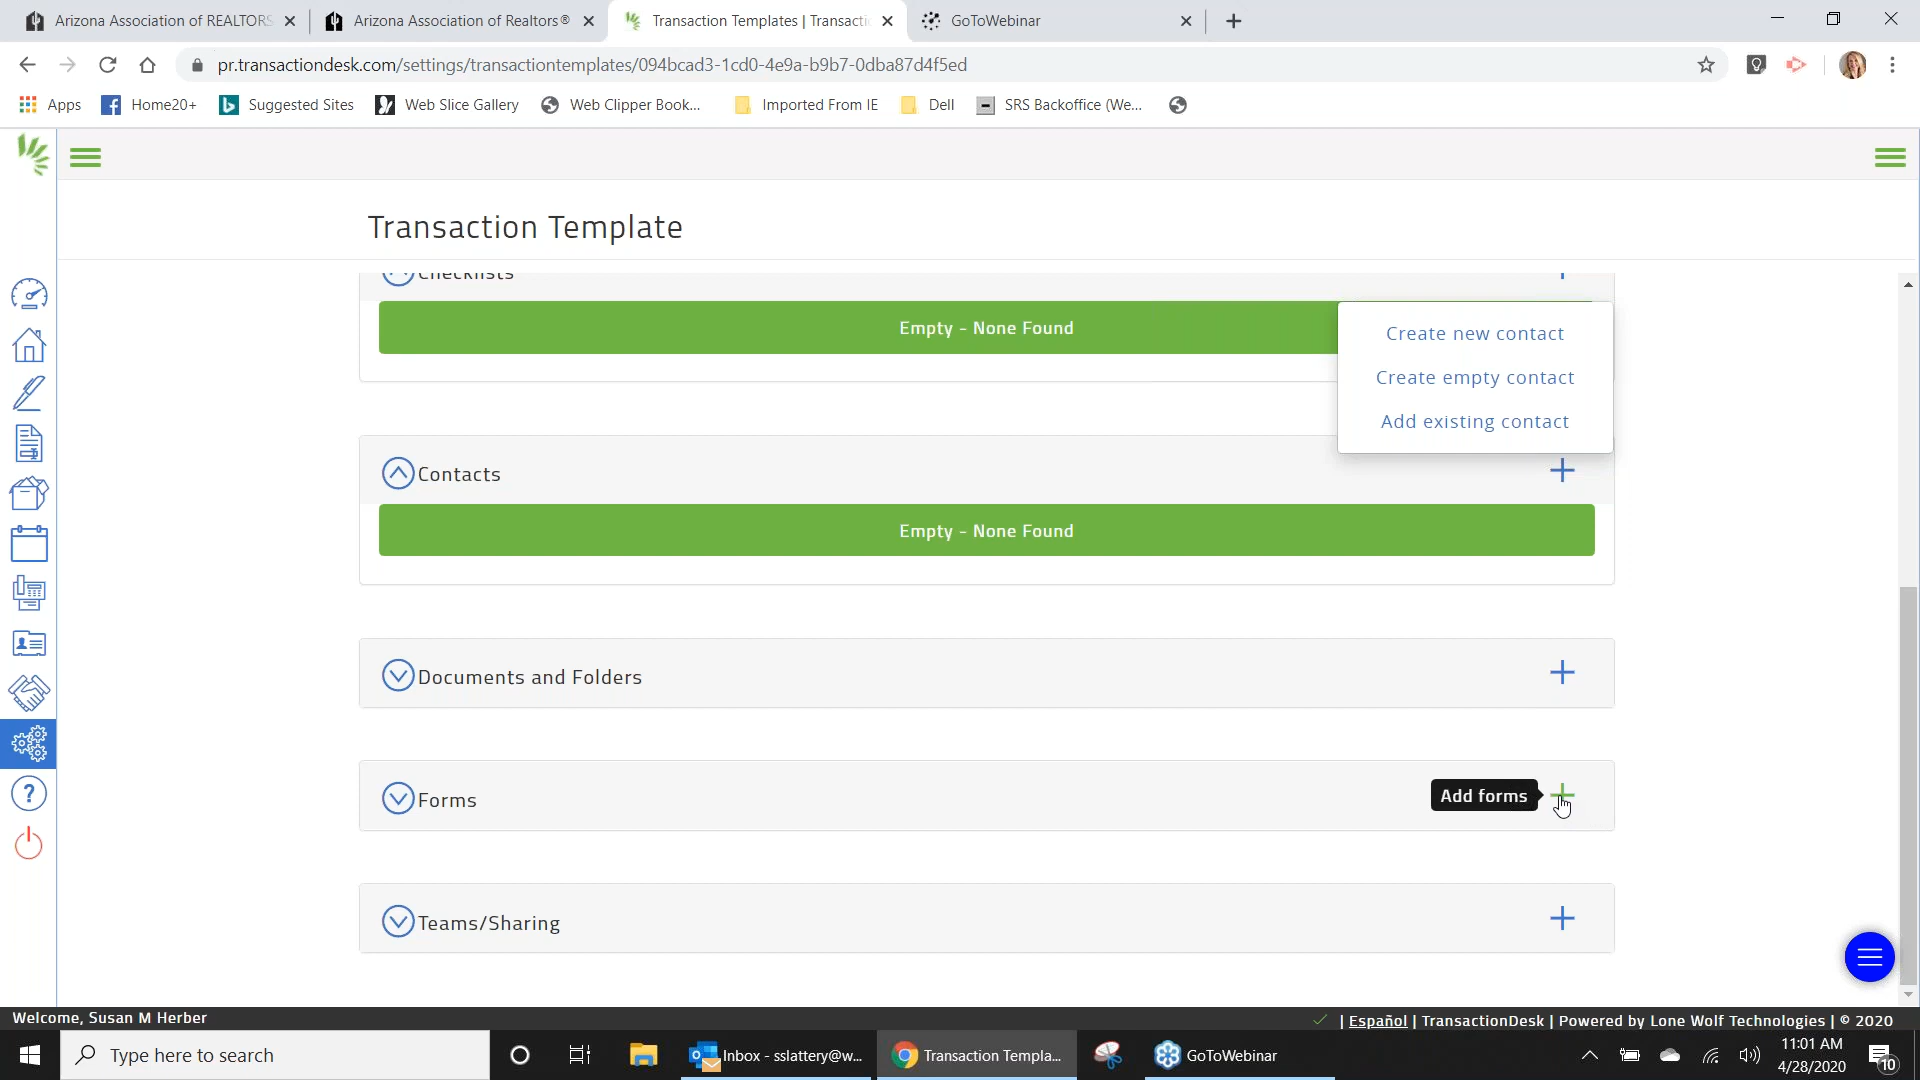 Arizona Association of REALTORS
Arizona Association of Realtors®
Transaction Templates | Transacti
GoToWebinar
pr.transactiondesk.com/settings/transactiontemplates/094bcad3-1cd0-4e9a-b9b7-0dba87d4f5ed
Apps
Home20+
Suggested Sites
Web Slice Gallery
Web Clipper Book...
Imported From IE
Dell
SRS Backoffice (We...
Transaction Template
Checklists
Empty - None Found
Create new contact
Create empty contact
Add existing contact
Contacts
Empty - None Found
Documents and Folders
Forms
Add forms
Teams/Sharing
Welcome, Susan M Herber
| Español | TransactionDesk | Powered by Lone Wolf Technologies | © 2020
Type here to search
Inbox - sslattery@w...
Transaction Templa...
GoToWebinar
11:01 AM
4/28/2020
10